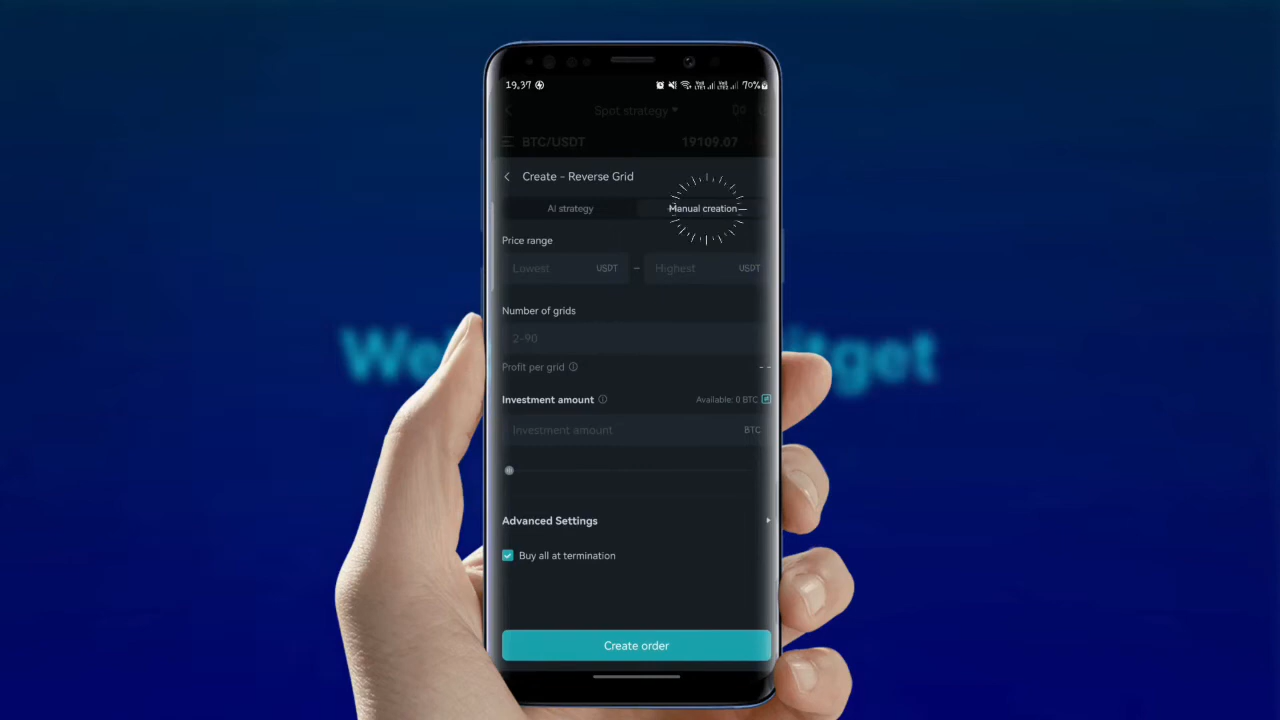 19.37 70%
Spot strategy
BTC/USDT 19109.07
Create - Reverse Grid
AI strategy Manual creation
Price range
Lowest USDT - Highest USDT
Number of grids
2-90
Profit per grid --
Investment amount Available: 0 BTC
Investment amount BTC
Advanced Settings
Buy all at termination
Create order